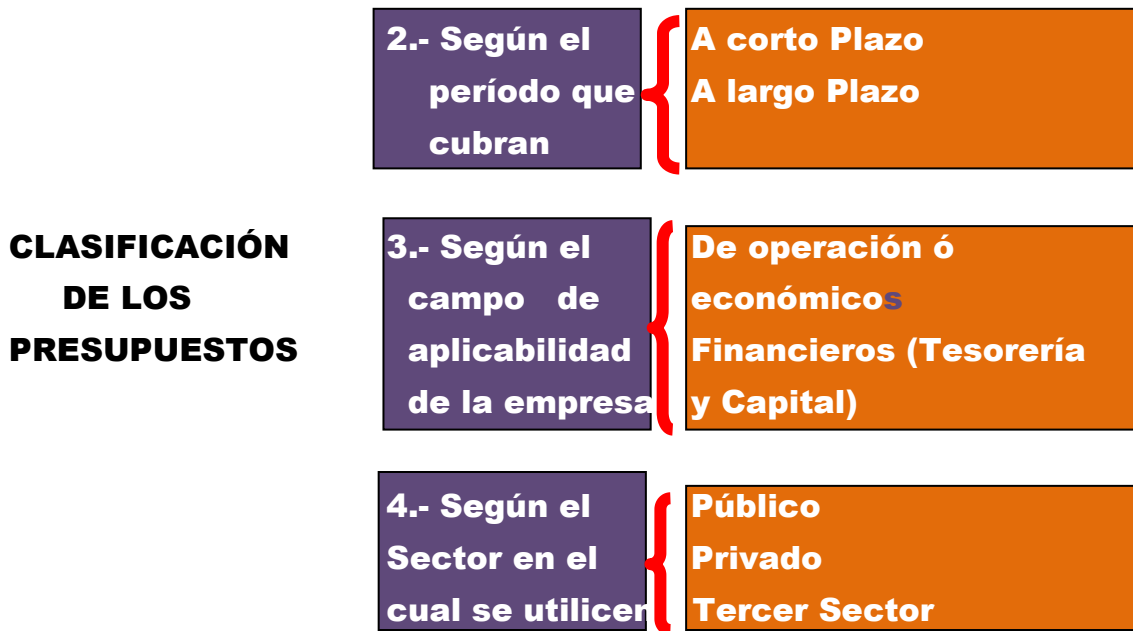 2.- Según el
período que
cubran
A corto Plazo
A largo Plazo
CLASIFICACIÓN
DE LOS
PRESUPUESTOS
3.- Según el
campo de
aplicabilidad
de la empresa
De operación ó
económicos
Financieros (Tesorería
y Capital)
4.- Según el
Sector en el
cual se utilicen
Público
Privado
Tercer Sector